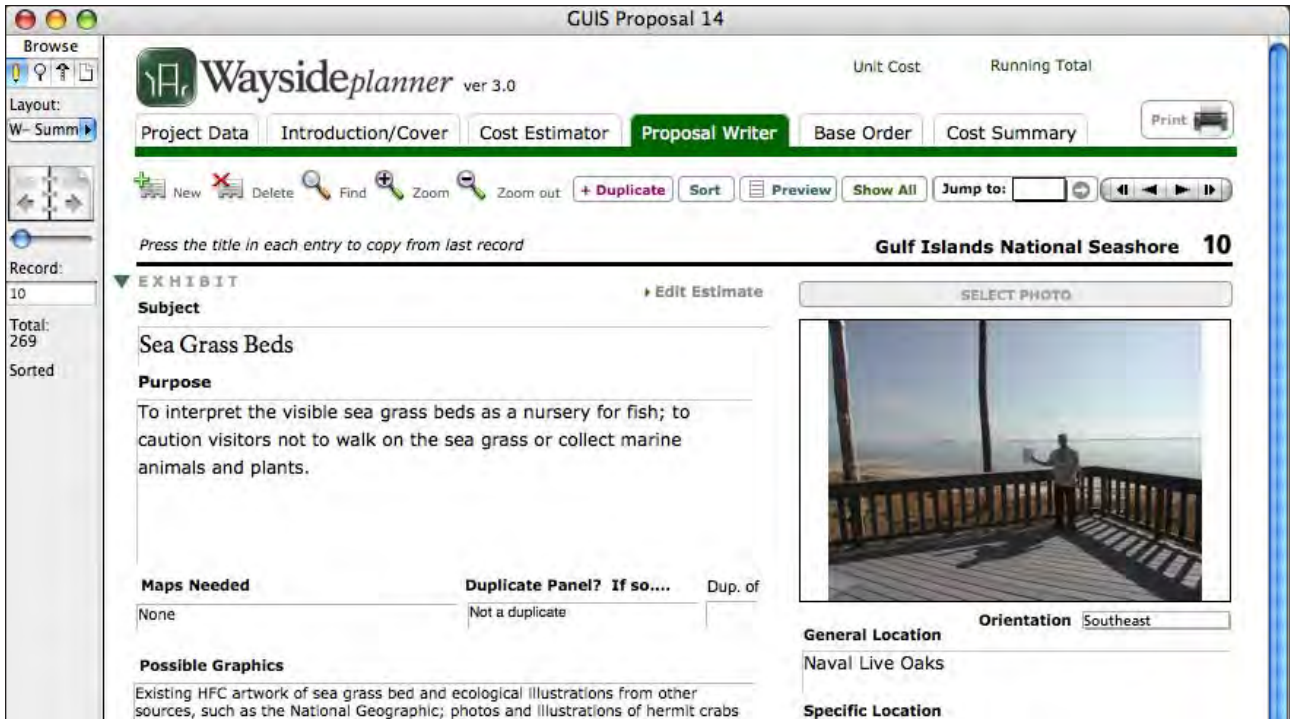 GUIS Proposal 14
Browse
Layout:
W– Summ
Record:
10
Total:
269
Sorted
Wayside planner ver 3.0
Unit Cost Running Total
Print
Project Data Introduction/Cover Cost Estimator Proposal Writer Base Order Cost Summary
New Delete Find Zoom Zoom out + Duplicate Sort Preview Show All Jump to:
Press the title in each entry to copy from last record
Gulf Islands National Seashore 10
EXHIBIT
Edit Estimate
Subject
Sea Grass Beds
Purpose
To interpret the visible sea grass beds as a nursery for fish; to
caution visitors not to walk on the sea grass or collect marine
animals and plants.
Maps Needed
None
Duplicate Panel? If so....
Not a duplicate
Dup. of
Possible Graphics
Existing HFC artwork of sea grass bed and ecological illustrations from other
sources, such as the National Geographic; photos and illustrations of hermit crabs
SELECT PHOTO
Orientation Southeast
General Location
Naval Live Oaks
Specific Location